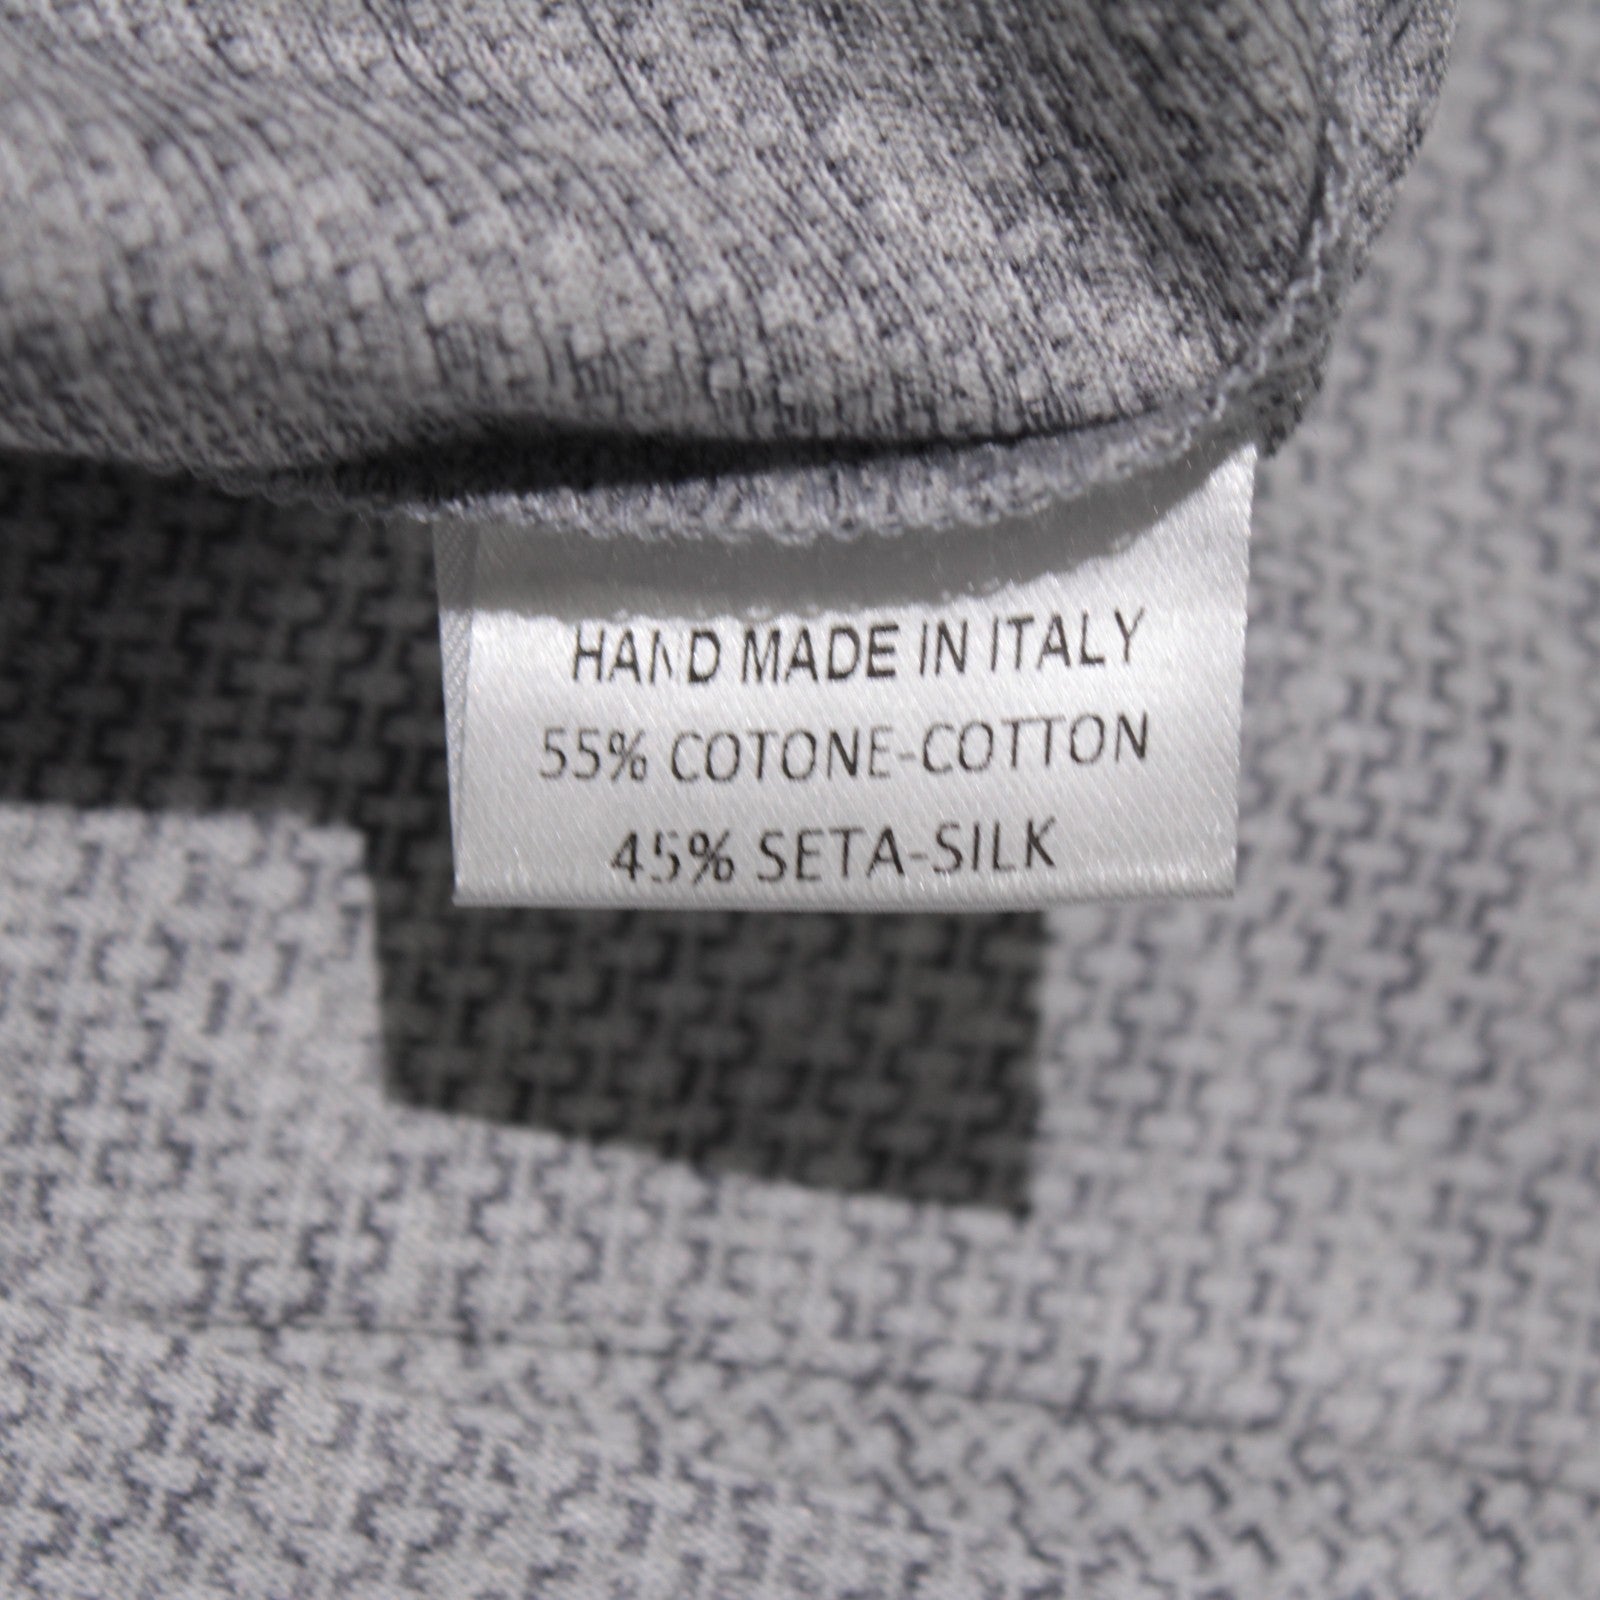 HAND MADE IN ITALY
55% COTONE-COTTON
45% SETA-SILK